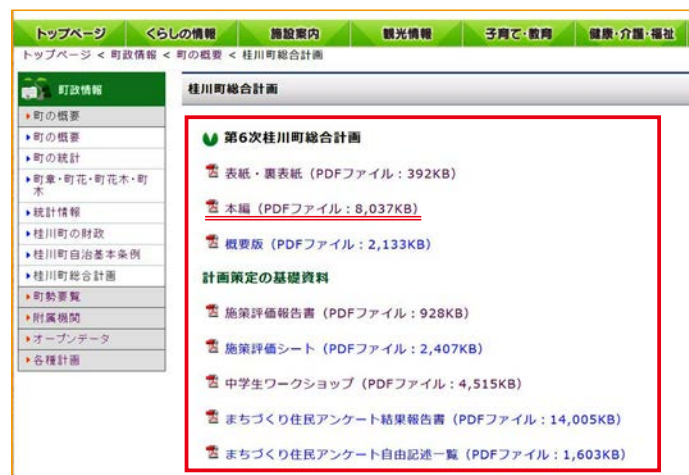 トップページ くらしの情報 施設案内 観光情報 子育て・教育 健康・介護・福祉
トップページ < 町政情報 < 町の概要 < 桂川町総合計画
町政情報
町の概要
町の概要
町の統計
町章・町花・町花木・町
木
統計情報
桂川町の財政
桂川町自治基本条例
桂川町総合計画
町勢要覧
附属機関
オープンデータ
各種計画
桂川町総合計画
第6次桂川町総合計画
表紙・裏表紙（PDFファイル：392KB）
本編（PDFファイル：8,037KB）
概要版（PDFファイル：2,133KB）
計画策定の基礎資料
施策評価報告書（PDFファイル：928KB）
施策評価シート（PDFファイル：2,407KB）
中学生ワークショップ（PDFファイル：4,515KB）
まちづくり住民アンケート結果報告書（PDFファイル：14,005KB）
まちづくり住民アンケート自由記述一覧（PDFファイル：1,603KB）